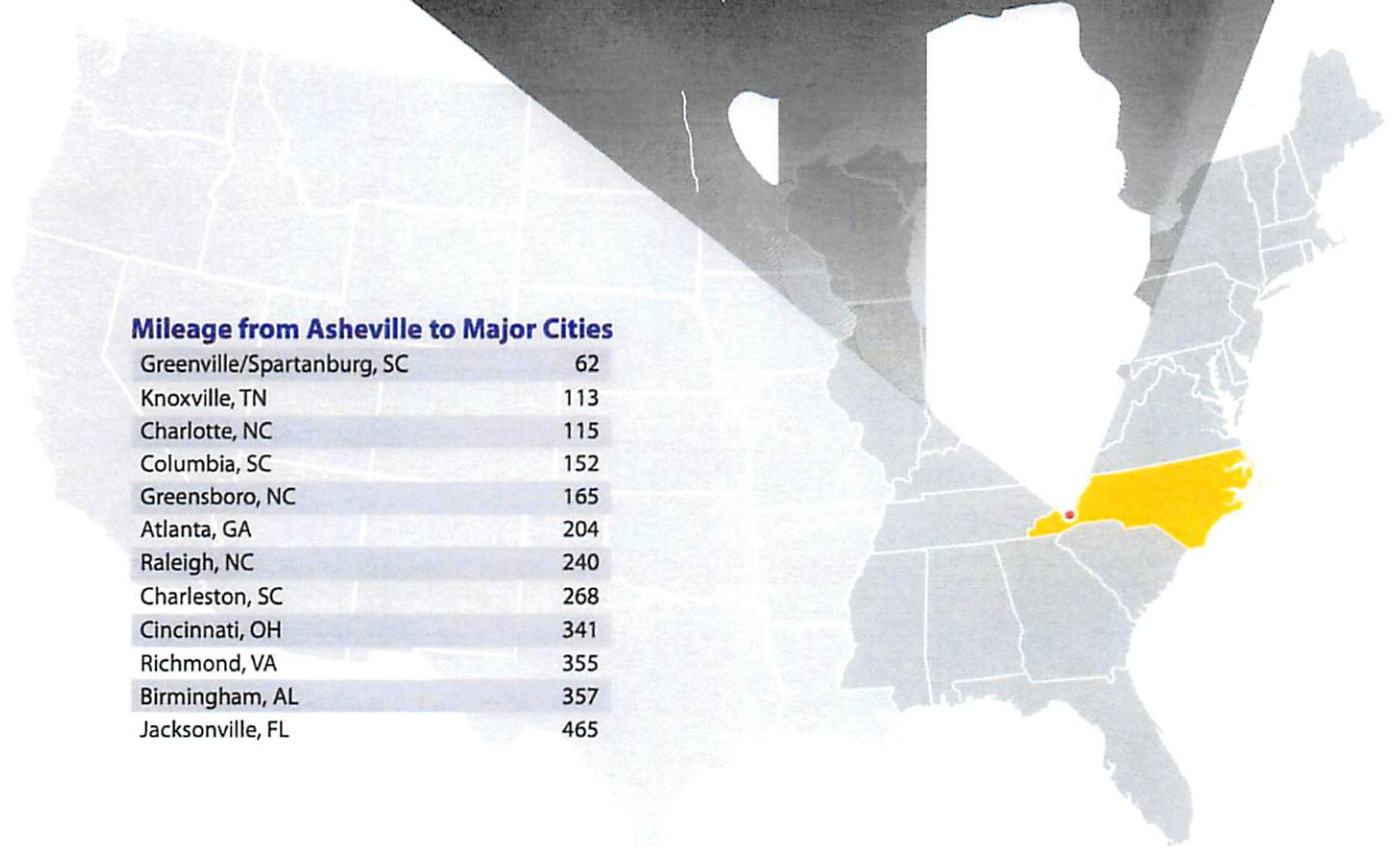 Mileage from Asheville to Major Cities
Greenville/Spartanburg, SC 62
Knoxville, TN 113
Charlotte, NC 115
Columbia, SC 152
Greensboro, NC 165
Atlanta, GA 204
Raleigh, NC 240
Charleston, SC 268
Cincinnati, OH 341
Richmond, VA 355
Birmingham, AL 357
Jacksonville, FL 465